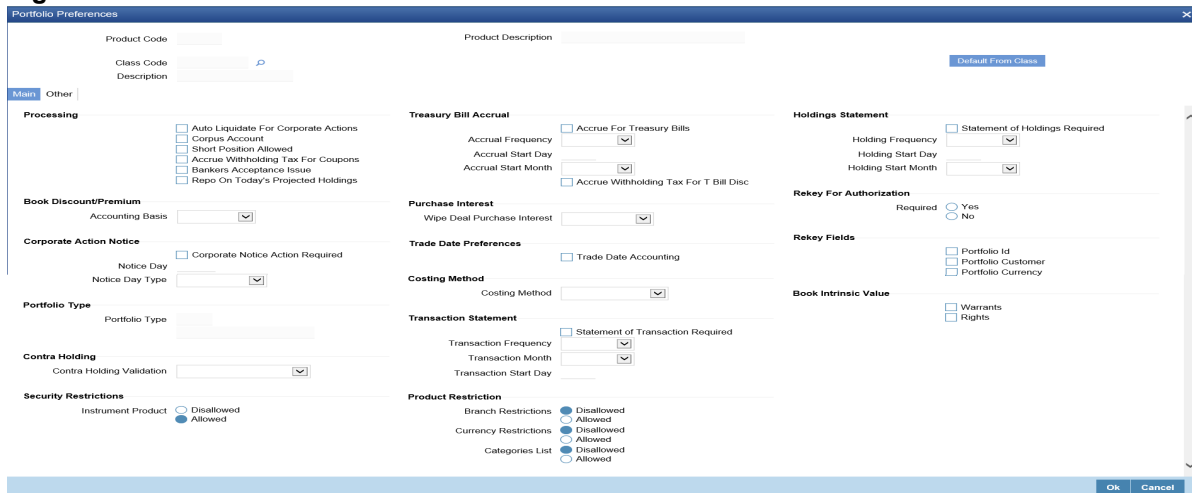 Portfolio Preferences
Product Code
Product Description
Class Code
Description
Default From Class
Main Other
Processing
Auto Liquidate For Corporate Actions
Corpus Account
Short Position Allowed
Accrue Withholding Tax For Coupons
Bankers Acceptance Issue
Repo On Today's Projected Holdings
Book Discount/Premium
Accounting Basis
Corporate Action Notice
Corporate Notice Action Required
Notice Day
Notice Day Type
Portfolio Type
Portfolio Type
Contra Holding
Contra Holding Validation
Security Restrictions
Instrument Product
Disallowed
Allowed
Treasury Bill Accrual
Accrue For Treasury Bills
Accrual Frequency
Accrual Start Day
Accrual Start Month
Accrue Withholding Tax For T Bill Disc
Purchase Interest
Wipe Deal Purchase Interest
Trade Date Preferences
Trade Date Accounting
Costing Method
Costing Method
Transaction Statement
Statement of Transaction Required
Transaction Frequency
Transaction Month
Transaction Start Day
Product Restriction
Branch Restrictions
Disallowed
Allowed
Currency Restrictions
Disallowed
Allowed
Categories List
Disallowed
Allowed
Holdings Statement
Statement of Holdings Required
Holding Frequency
Holding Start Day
Holding Start Month
Rekey For Authorization
Required
Yes
No
Rekey Fields
Portfolio Id
Portfolio Customer
Portfolio Currency
Book Intrinsic Value
Warrants
Rights
Ok Cancel